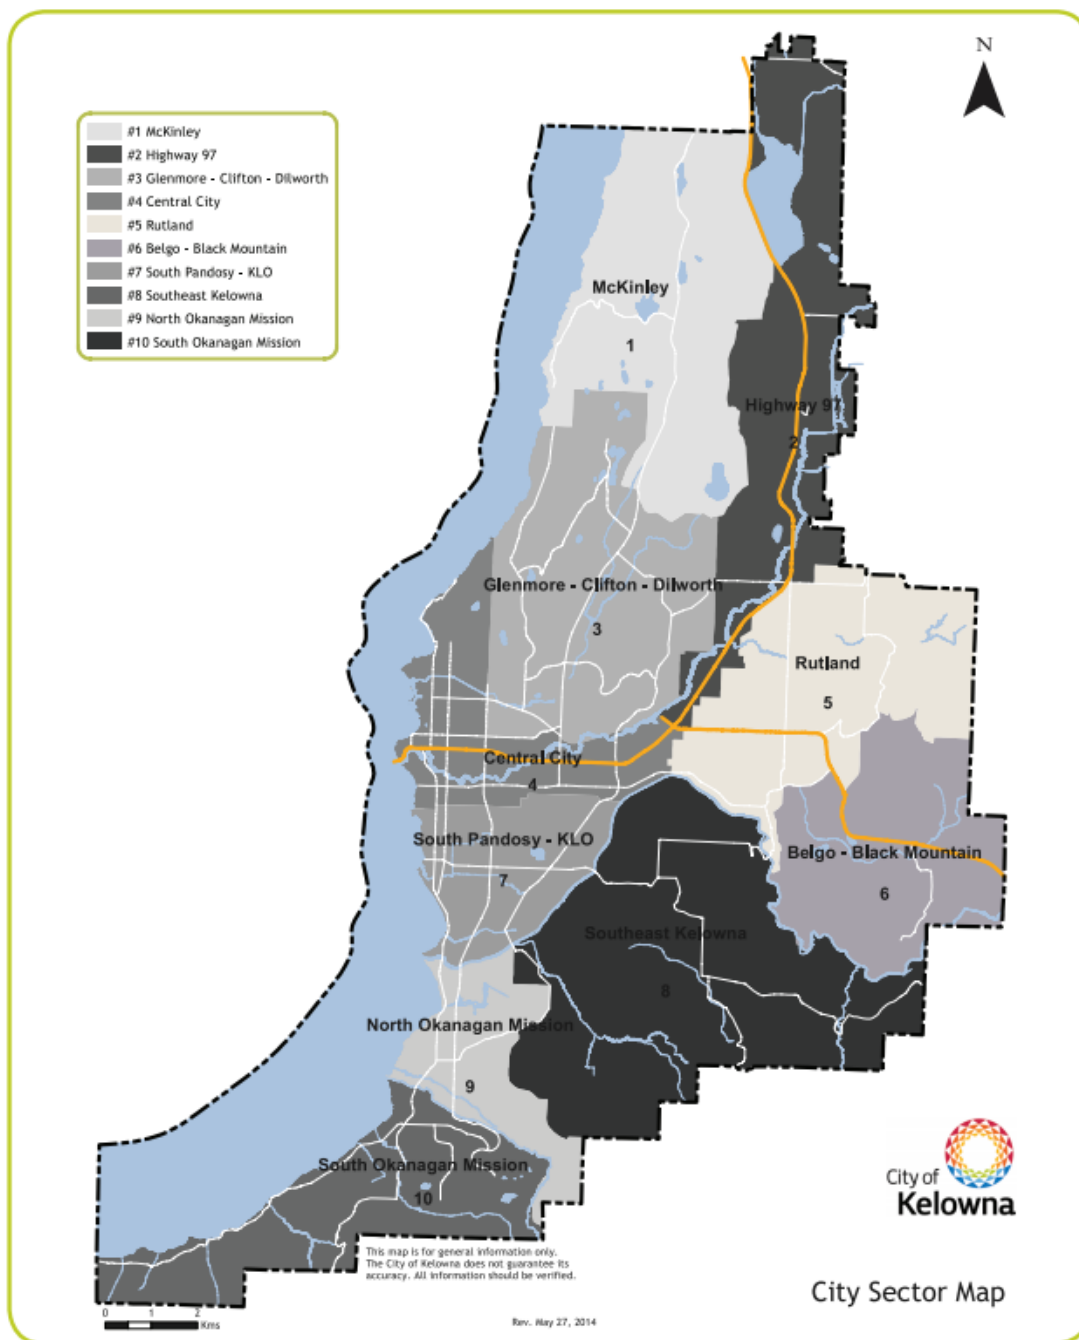 N
#1 McKinley
#2 Highway 97
#3 Glenmore - Clifton - Dilworth
#4 Central City
#5 Rutland
#6 Belgo - Black Mountain
#7 South Pandosy - KLO
#8 Southeast Kelowna
#9 North Okanagan Mission
#10 South Okanagan Mission
McKinley
1
Highway 97
2
Glenmore - Clifton - Dilworth
3
Rutland
5
Central City
4
South Pandosy - KLO
7
Belgo - Black Mountain
6
Southeast Kelowna
8
North Okanagan Mission
9
South Okanagan Mission
10
City of
Kelowna
This map is for general information only.
The City of Kelowna does not guarantee its
accuracy. All information should be verified.
City Sector Map
0 1 2
Kms
Rev. May 27, 2014